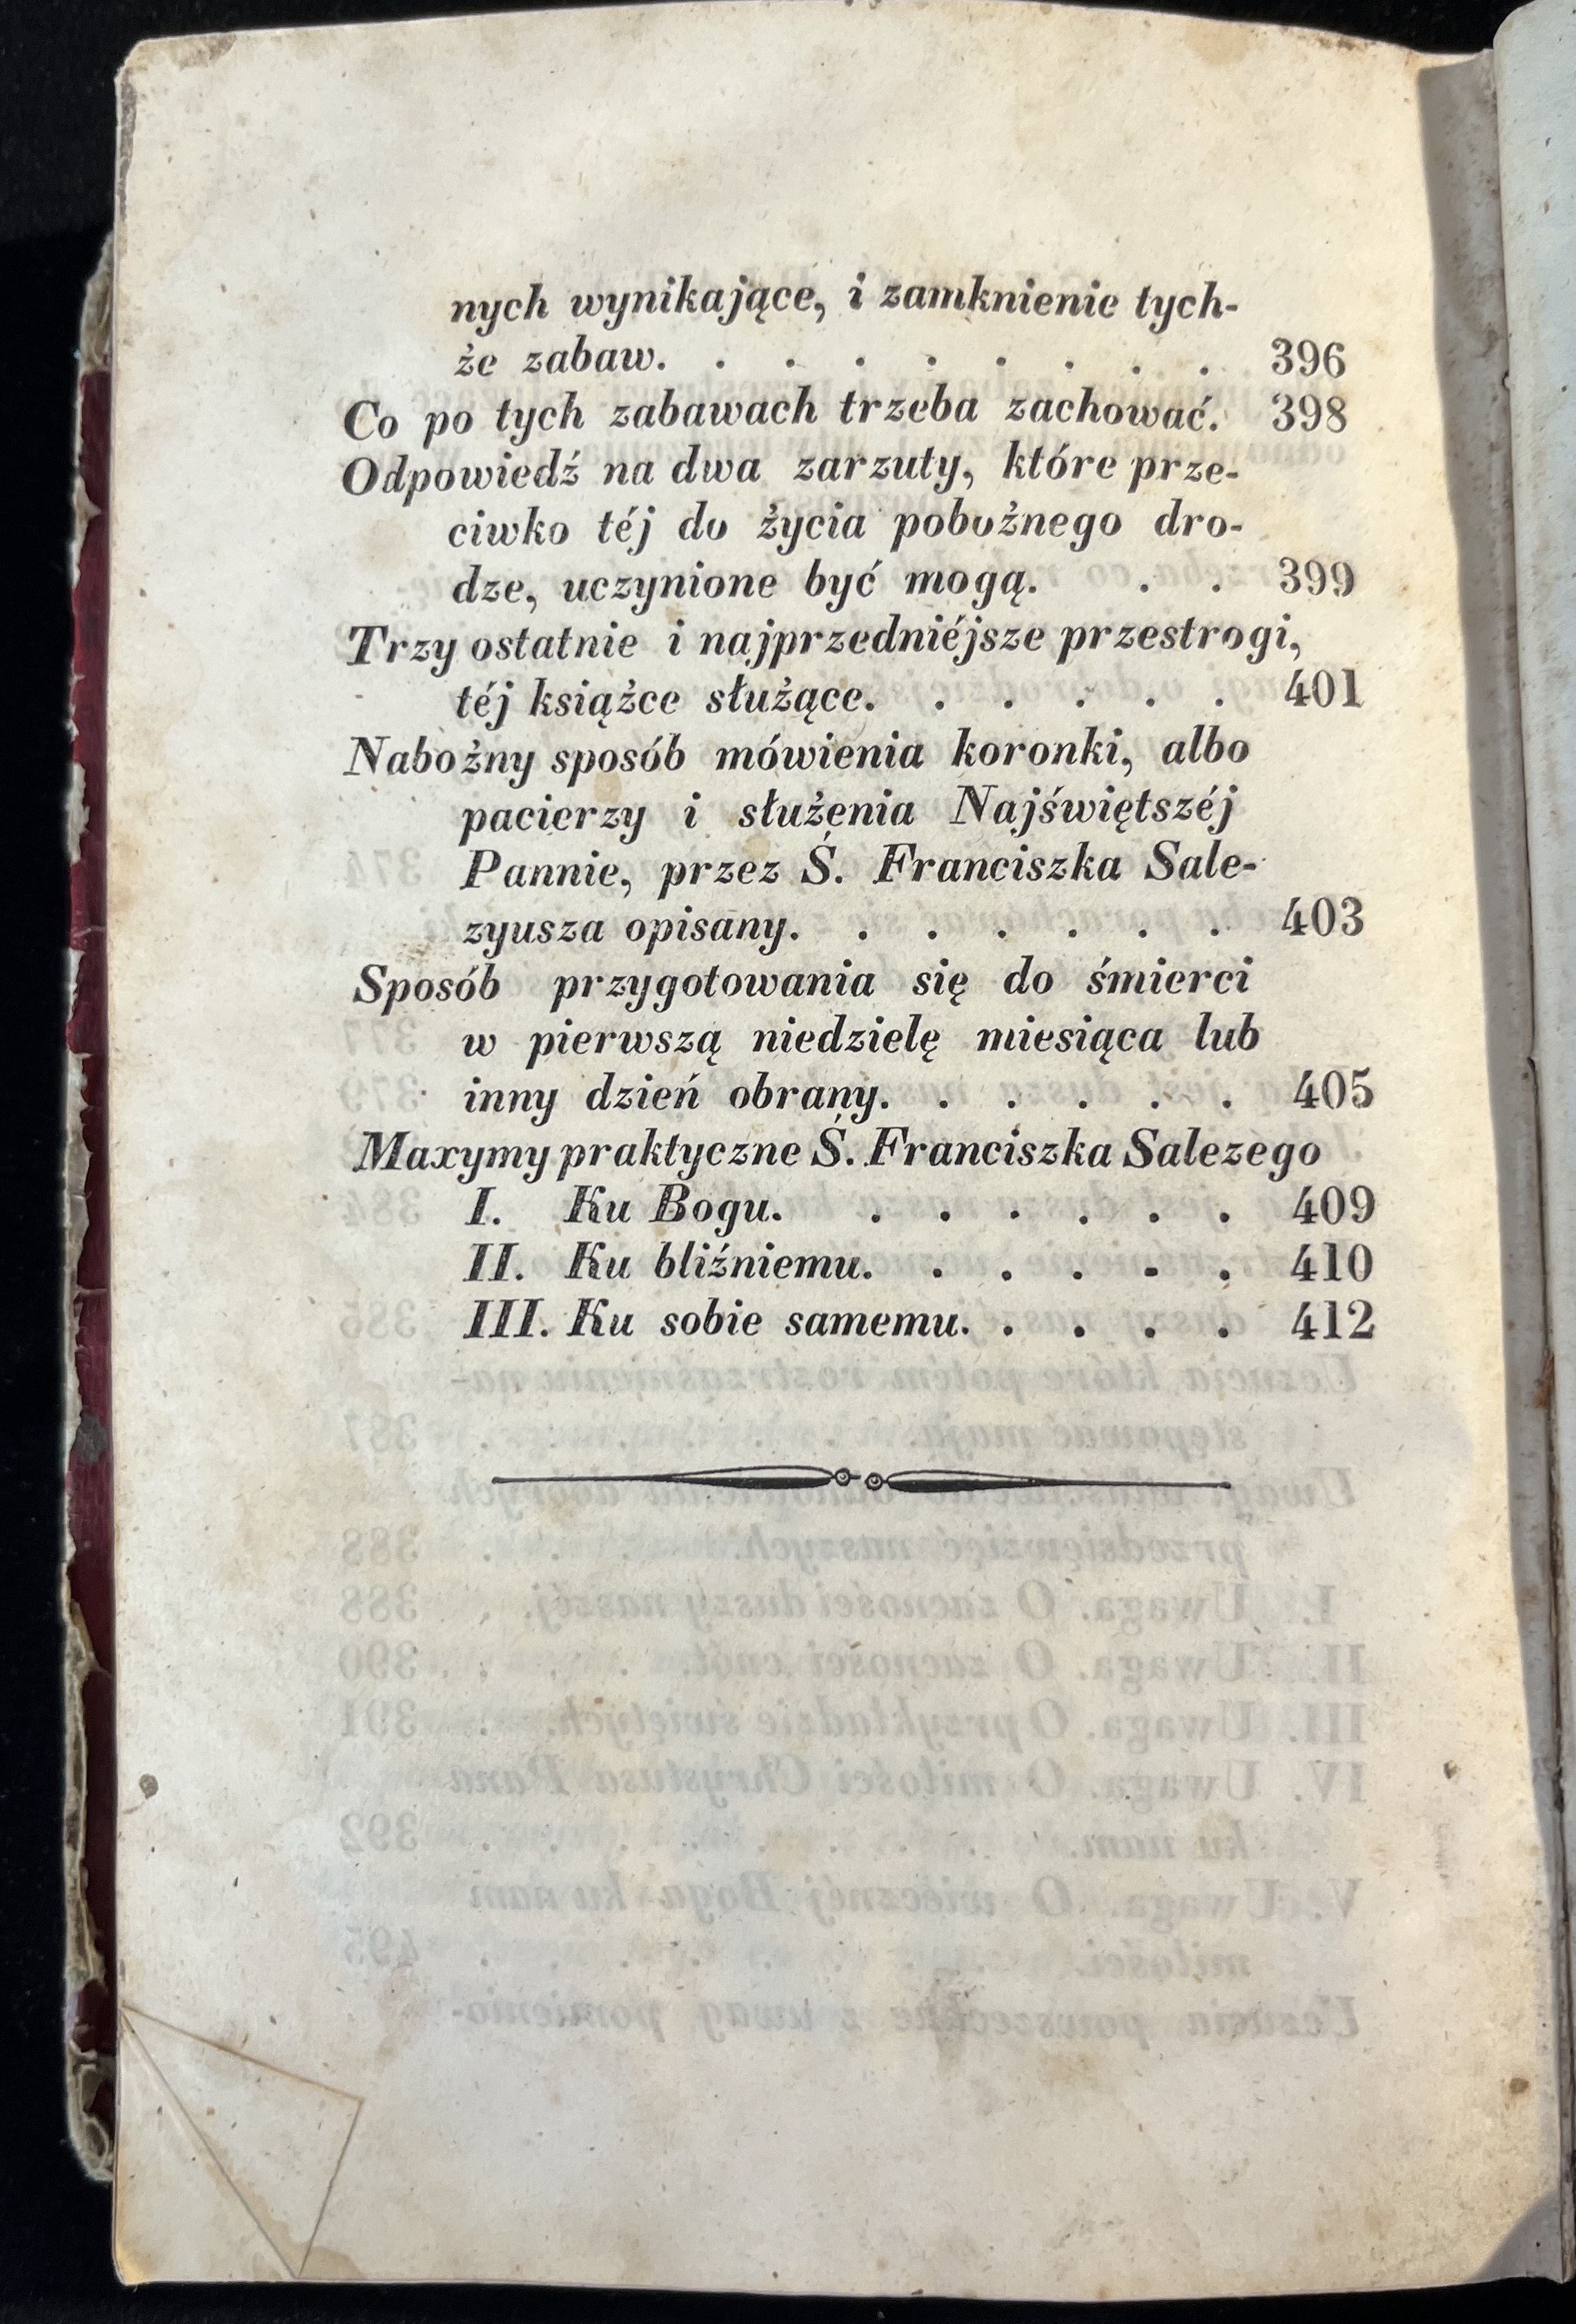 nych wynikające, i zamknienie tych-
że zabaw. . . . . . . . . 396
Co po tych zabawach trzeba zachować. 398
Odpowiedź na dwa zarzuty, które prze-
ciwko téj do życia pobożnego dro-
dze, uczynione być mogą. . . 399
Trzy ostatnie i najprzedniéjsze przestrogi,
téj książce służące. . . . . . 401
Nabożny sposób mówienia koronki, albo
pacierzy i służenia Najświętszéj
Pannie, przez Ś. Franciszka Sale-
zyusza opisany. . . . . . . 403
Sposób przygotowania się do śmierci
w pierwszą niedzielę miesiąca lub
inny dzień obrany. . . . . . 405
Maxymy praktyczne Ś. Franciszka Salezego
I. Ku Bogu. . . . . . . 409
II. Ku bliźniemu. . . . . . 410
III. Ku sobie samemu. . . . . 412